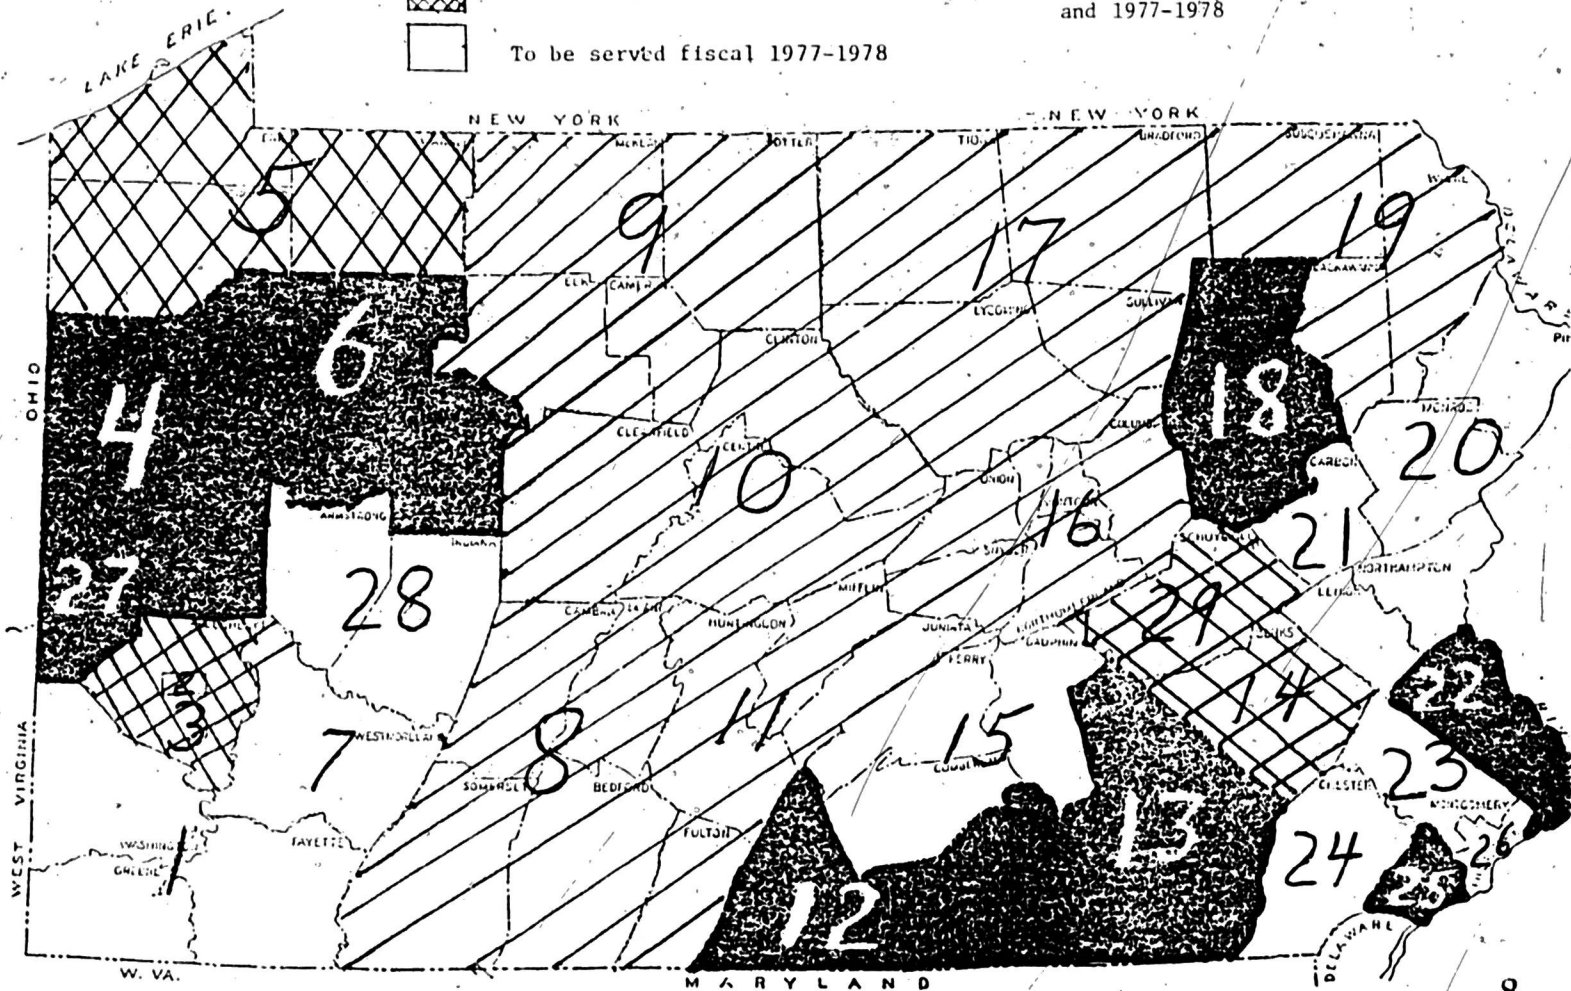 and 1977-1978
To be served fiscal 1977-1978
LAKE ERIE.
NEW YORK
NEW YORK
MCKEAN
POTTER
TIOGA
BRADFORD
SUSQUEHANNA
WAYNE
5
9
17
19
ELK
CAMER
LYCOMING
SULLIVAN
LACKAWANNA
6
CLINTON
OHIO
4
18
CLEARFIELD
CENTRE
COLUMB
MONROE
10
UNION
CARBON
20
ARMSTRONG
16
INDIANA
SNYDER
SCHUYLKILL
21
27
28
MIFFLIN
29
NORTHAMPTON
LEHIGH
CAMBRIA
BLAIR
HUNTINGDON
JUNIATA
NORTHUMBERLAND
DAUPHIN
BERKS
PERRY
3
14
22
7
WESTMORELAND
8
11
15
CUMBERLAND
23
SOMERSET
BEDFORD
CHESTER
MONTGOMERY
WEST VIRGINIA
13
FULTON
WASHINGTON
FAYETTE
GREENE
1
24
26
12
DELAWARE
W. VA.
MARYLAND